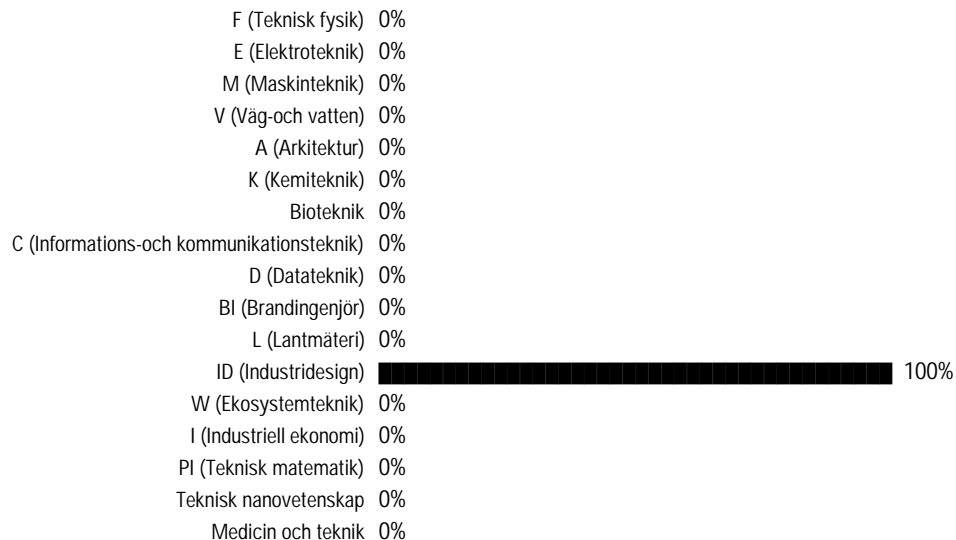 F (Teknisk fysik) 0%
E (Elektroteknik) 0%
M (Maskinteknik) 0%
V (Väg-och vatten) 0%
A (Arkitektur) 0%
K (Kemiteknik) 0%
Bioteknik 0%
C (Informations-och kommunikationsteknik) 0%
D (Datateknik) 0%
BI (Brandingenjör) 0%
L (Lantmäteri) 0%
ID (Industridesign) 100%
W (Ekosystemteknik) 0%
I (Industriell ekonomi) 0%
PI (Teknisk matematik) 0%
Teknisk nanovetenskap 0%
Medicin och teknik 0%